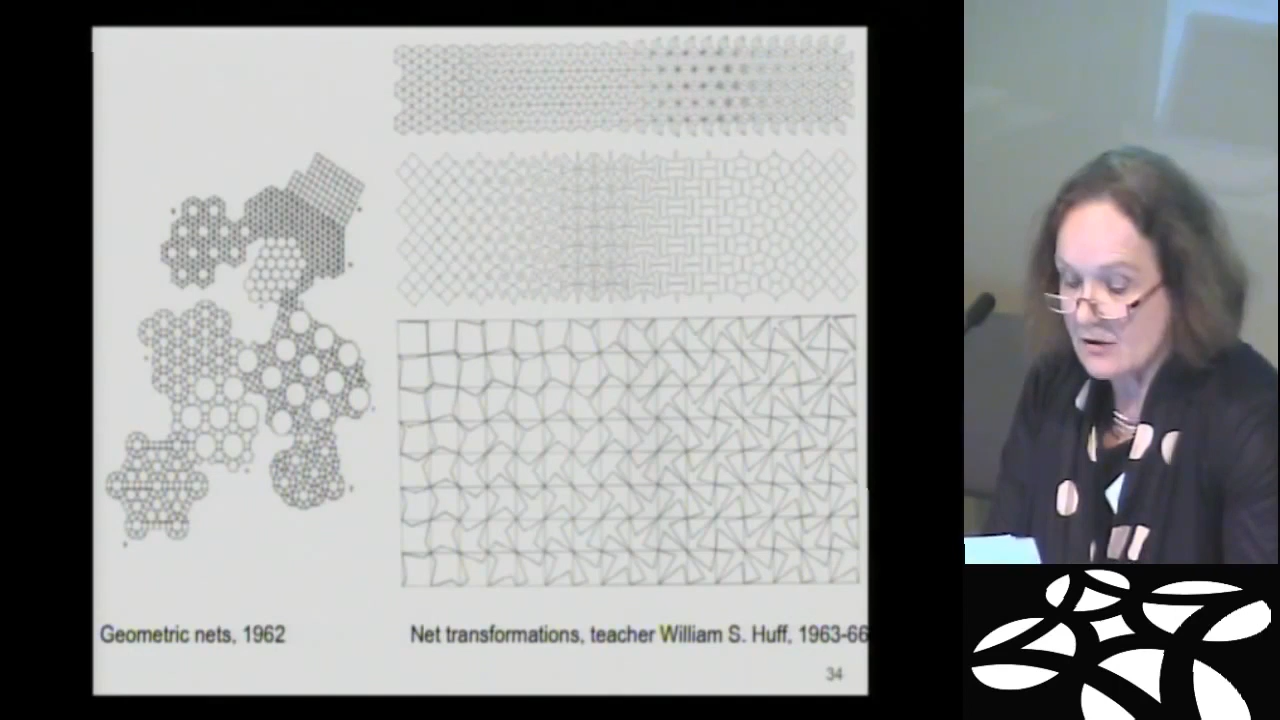 Geometric nets, 1962
Net transformations, teacher William S. Huff, 1963-66
34